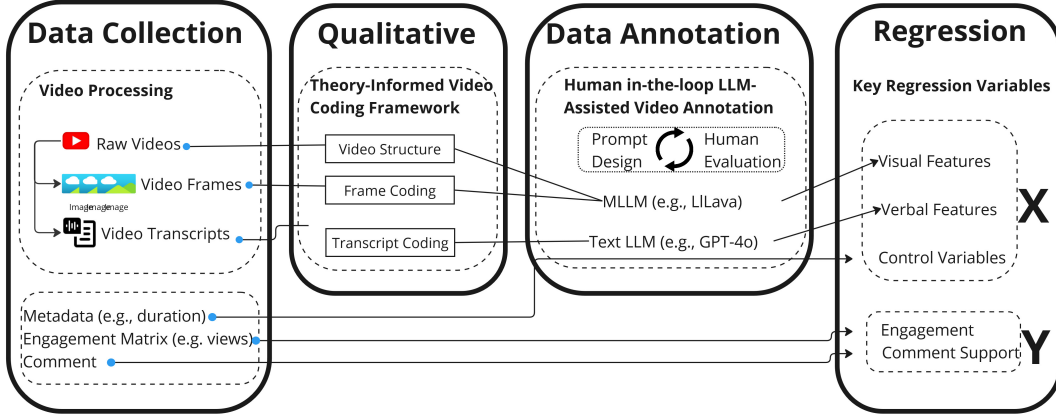 Data Collection
Video Processing
Raw Videos
Video Frames
Image
Image
Image
Video Transcripts
Metadata (e.g., duration)
Engagement Matrix (e.g. views)
Comment
Qualitative
Theory-Informed Video
Coding Framework
Video Structure
Frame Coding
Transcript Coding
Data Annotation
Human in-the-loop LLM-
Assisted Video Annotation
Prompt
Design
Human
Evaluation
MLLM (e.g., LlLava)
Text LLM (e.g., GPT-4o)
Regression
Key Regression Variables
Visual Features
Verbal Features
Control Variables
X
Engagement
Comment Support
Y